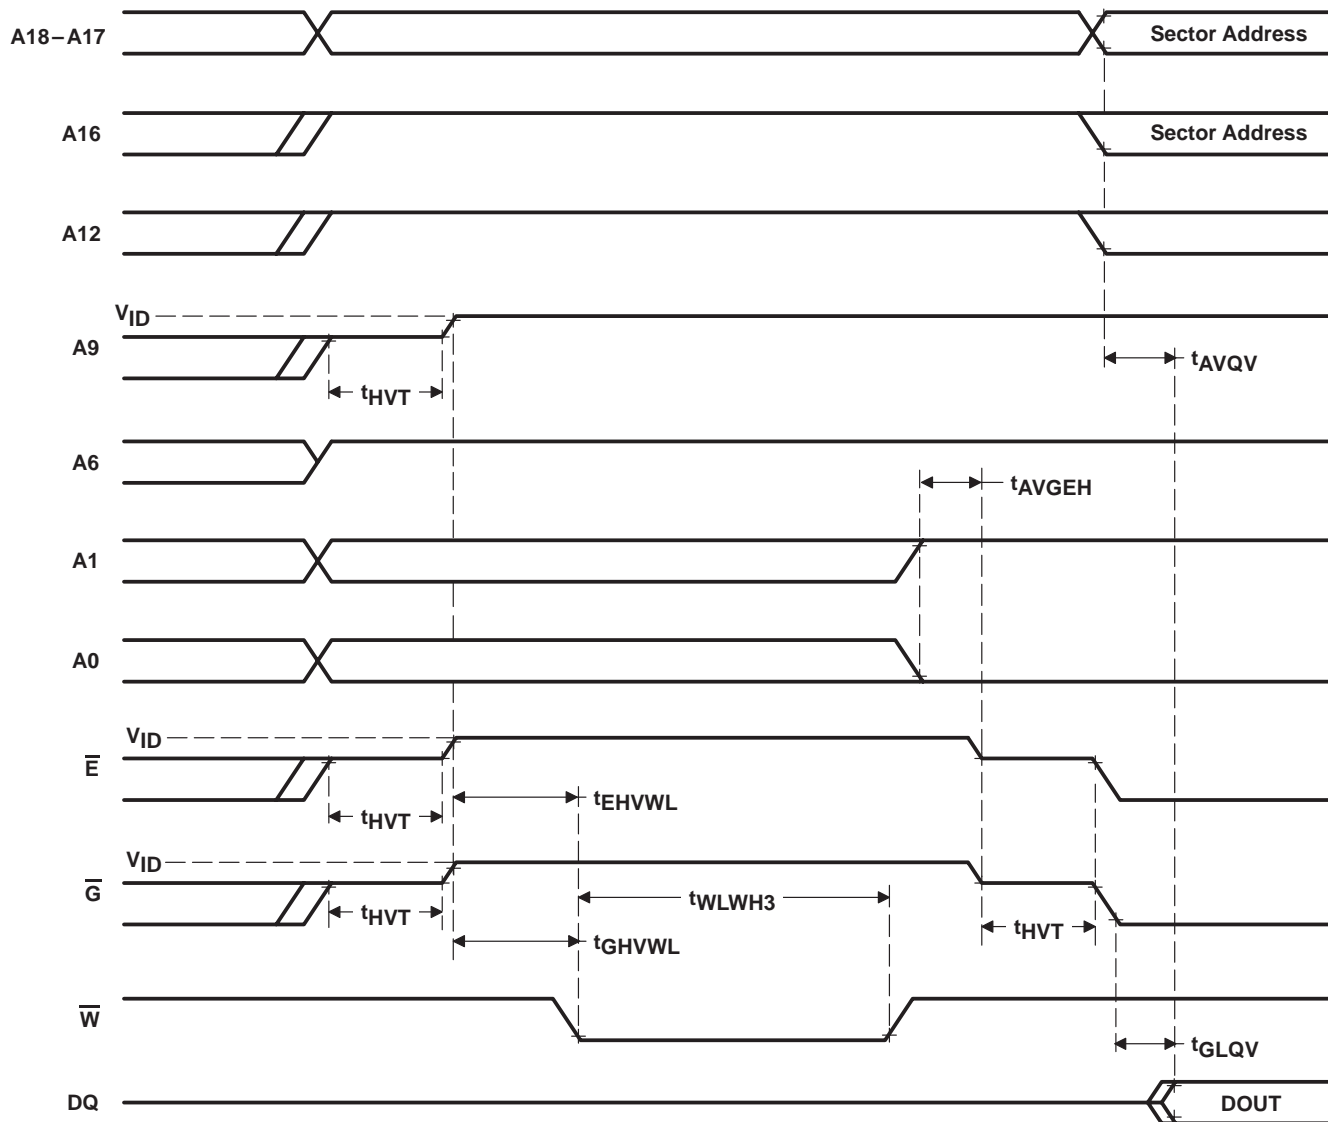 A18–A17
Sector Address
A16
Sector Address
A12
VID
A9
tHVT
tAVQV
A6
tAVGEH
A1
A0
VID
E
tEHVWL
tHVT
VID
G
tWLWH3
tHVT
tHVT
tGHVWL
W
tGLQV
DQ
DOUT